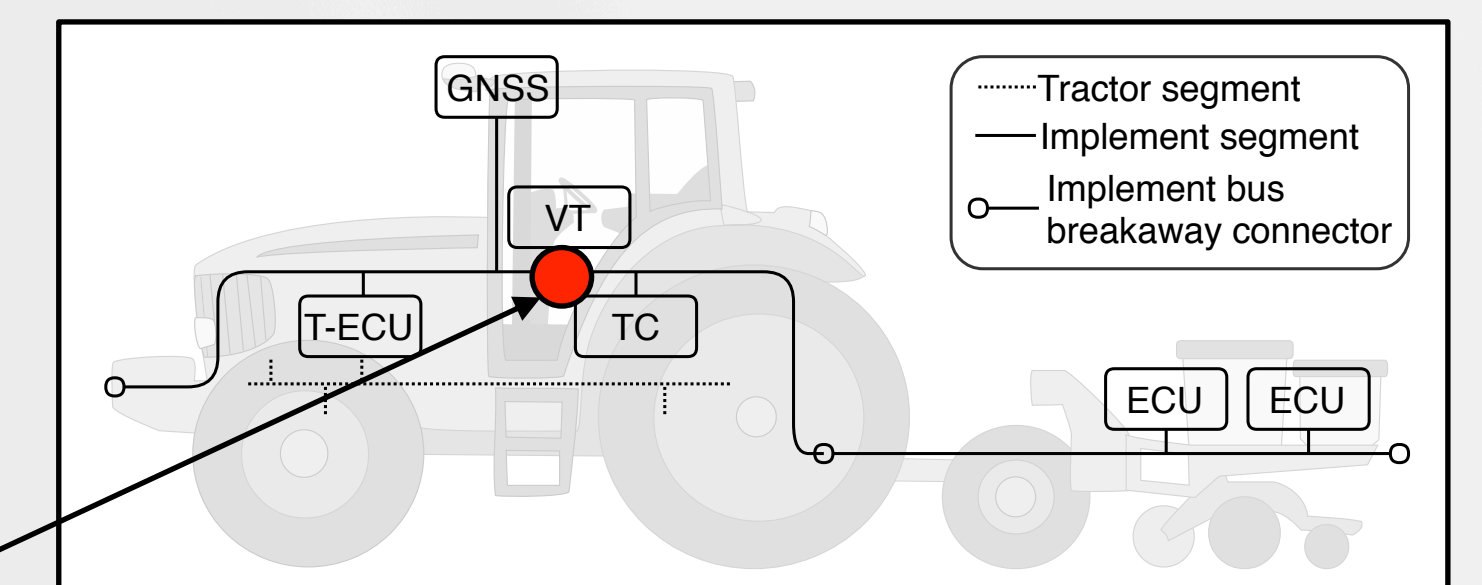 GNSS
Tractor segment
Implement segment
Implement bus
breakaway connector
VT
T-ECU
TC
ECU
ECU